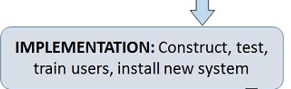 IMPLEMENTATION: Construct, test,
train users, install new system